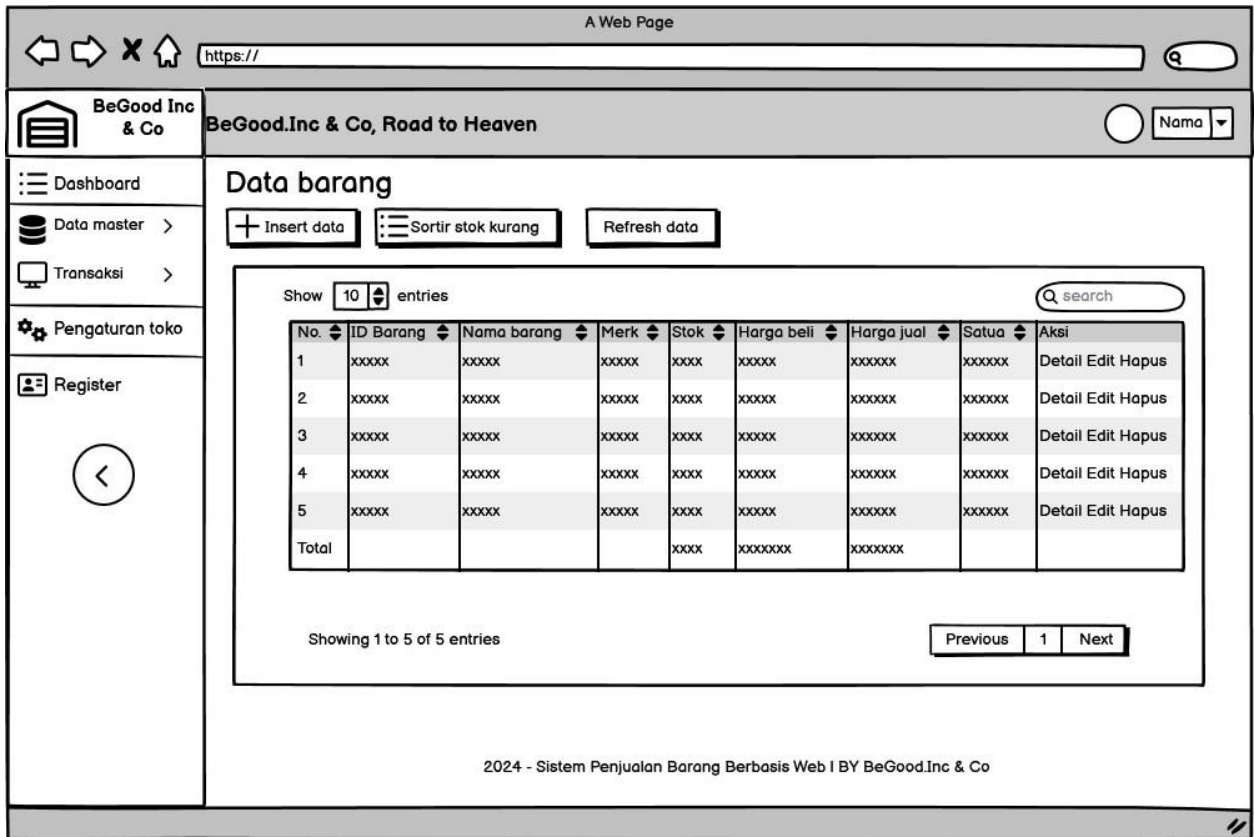 A Web Page
https://
BeGood Inc
& Co
BeGood.Inc & Co, Road to Heaven
Nama
Dashboard
Data master
Transaksi
Pengaturan toko
Register
Data barang
Insert data
Sortir stok kurang
Refresh data
Show 10 entries
search
No. ID Barang Nama barang Merk Stok Harga beli Harga jual Satua Aksi
1 xxxxx xxxxx xxxxx xxxx xxxxx xxxxxx xxxxxx Detail Edit Hapus
2 xxxxx xxxxx xxxxx xxxx xxxxx xxxxxx xxxxxx Detail Edit Hapus
3 xxxxx xxxxx xxxxx xxxx xxxxx xxxxxx xxxxxx Detail Edit Hapus
4 xxxxx xxxxx xxxxx xxxx xxxxx xxxxxx xxxxxx Detail Edit Hapus
5 xxxxx xxxxx xxxxx xxxx xxxxx xxxxxx xxxxxx Detail Edit Hapus
Total xxxx xxxxxxx xxxxxxx
Showing 1 to 5 of 5 entries
Previous 1 Next
2024 - Sistem Penjualan Barang Berbasis Web I BY BeGood.Inc & Co